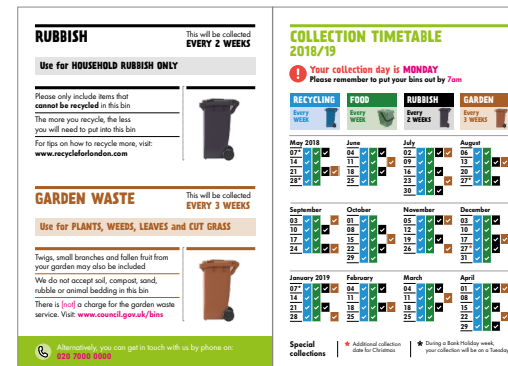 RUBBISH
This will be collected
EVERY 2 WEEKS
Use for HOUSEHOLD RUBBISH ONLY
Please only include items that
cannot be recycled in this bin
The more you recycle, the less
you will need to put into this bin
For tips on how to recycle more, visit:
www.recycleforlondon.com
GARDEN WASTE
This will be collected
EVERY 3 WEEKS
Use for PLANTS, WEEDS, LEAVES and CUT GRASS
Twigs, small branches and fallen fruit from
your garden may also be included
We do not accept soil, compost, sand,
rubble or animal bedding in this bin
There is [not] a charge for the garden waste
service. Visit: www.council.gov.uk/bins
Alternatively, you can get in touch with us by phone on:
020 7000 0000
COLLECTION TIMETABLE
2018/19
Your collection day is MONDAY
Please remember to put your bins out by 7am
RECYCLING FOOD RUBBISH GARDEN
Every WEEK
Every WEEK
Every 2 WEEKS
Every 3 WEEKS
May 2018 June July August
07* 04 02 06
14 11 09 13
21 18 16 20
28* 25 23 27*
30
September October November December
03 01 05 03
10 08 12 10
17 15 19 17
24 22 26 27*
29 31
January 2019 February March April
07* 04 04 01
14 11 11 08
21 18 18 15
28 25 25 22
29
Special
collections
★ Additional collection
date for Christmas
★ During a Bank Holiday week,
your collection will be on a Tuesday